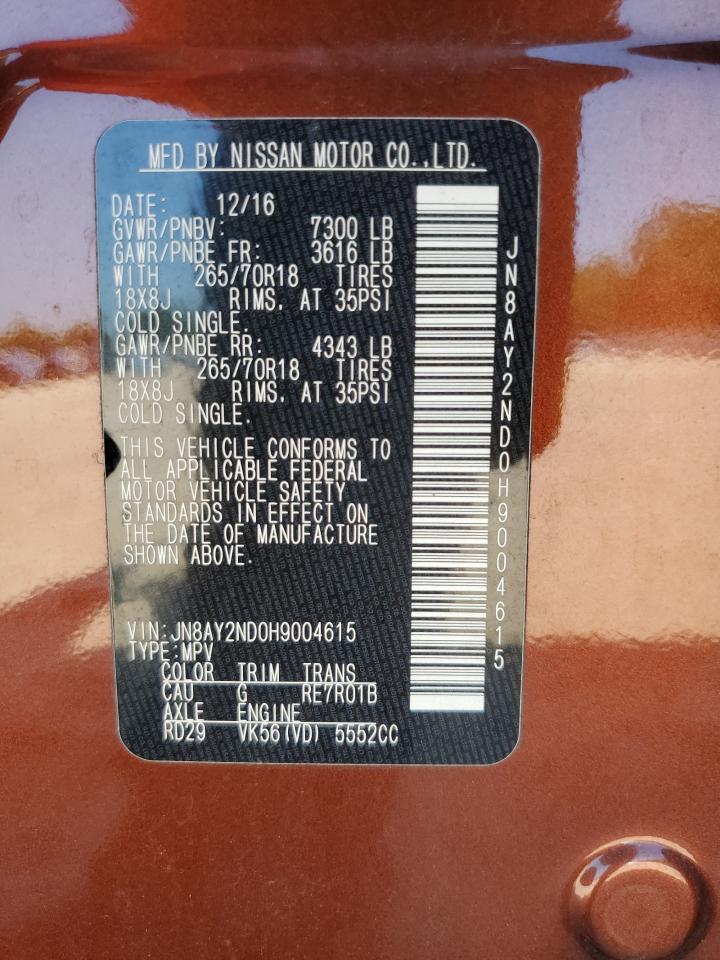 MFD BY NISSAN MOTOR CO.,LTD.
DATE: 12/16
GVWR/PNBV: 7300 LB
GAWR/PNBE FR: 3616 LB
WITH 265/70R18 TIRES
18X8J RIMS, AT 35PSI
COLD SINGLE.
GAWR/PNBE RR: 4343 LB
WITH 265/70R18 TIRES
18X8J RIMS, AT 35PSI
COLD SINGLE.
THIS VEHICLE CONFORMS TO
ALL APPLICABLE FEDERAL
MOTOR VEHICLE SAFETY
STANDARDS IN EFFECT ON
THE DATE OF MANUFACTURE
SHOWN ABOVE.
VIN:JN8AY2ND0H9004615
TYPE:MPV
COLOR TRIM TRANS
CAU G RE7R01B
AXLE ENGINE
RD29 VK56(VD) 5552CC
JN8AY2ND0H9004615